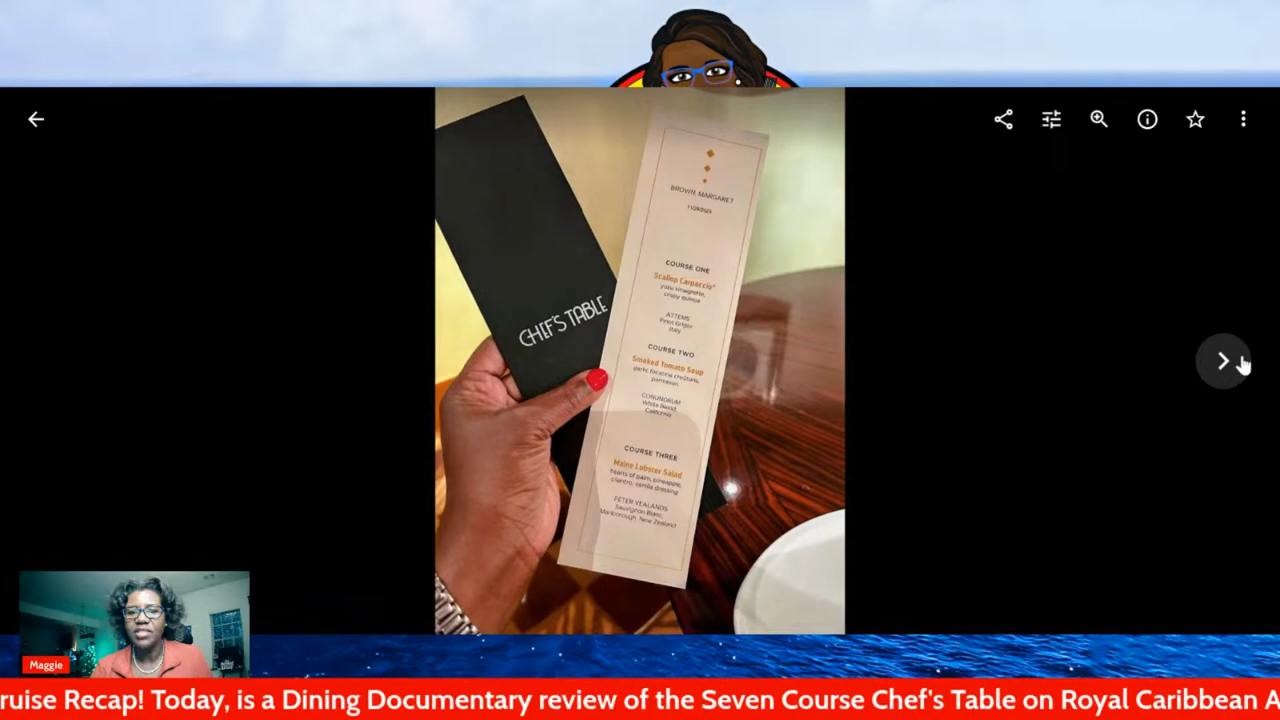 CHEF'S TABLE
BROWN, MARGARET
COURSE ONE
Scallop Carpaccio*
yuzu vinaigrette,
crispy quinoa
ATTEMS
Pinot Grigio
Italy
COURSE TWO
Smoked Tomato Soup
garlic focaccia croutons,
parmesan
CONUNDRUM
White Blend,
California
COURSE THREE
Maine Lobster Salad
hearts of palm, pineapple,
cilantro, vanilla dressing
PETER YEALANDS
Sauvignon Blanc,
Marlborough, New Zealand
Maggie
ruise Recap! Today, is a Dining Documentary review of the Seven Course Chef's Table on Royal Caribbean A